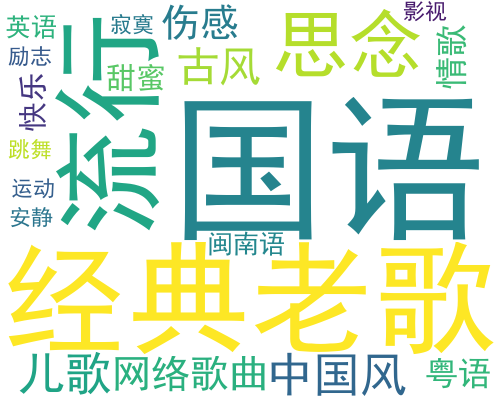 英语
寂寞
伤感
思念
影视
励志
甜蜜
古风
情歌
快乐
流行
国语
跳舞
运动
安静
闽南语
经典老歌
儿歌
网络歌曲
中国风
粤语